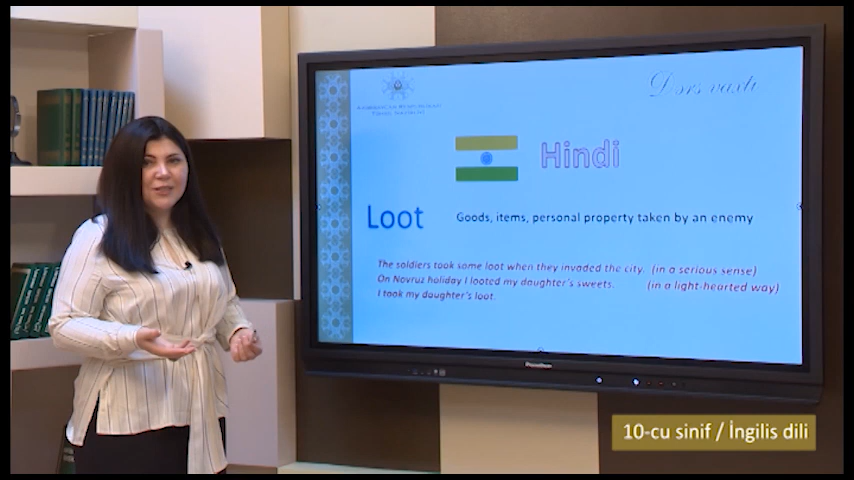 Dərs vaxtı
Hindi
Loot
Goods, items, personal property taken by an enemy
The soldiers took some loot when they invaded the city. (in a serious sense)
On Novruz holiday I looted my daughter's sweets. (in a light-hearted way)
I took my daughter's loot.
10-cu sinif / İngilis dili